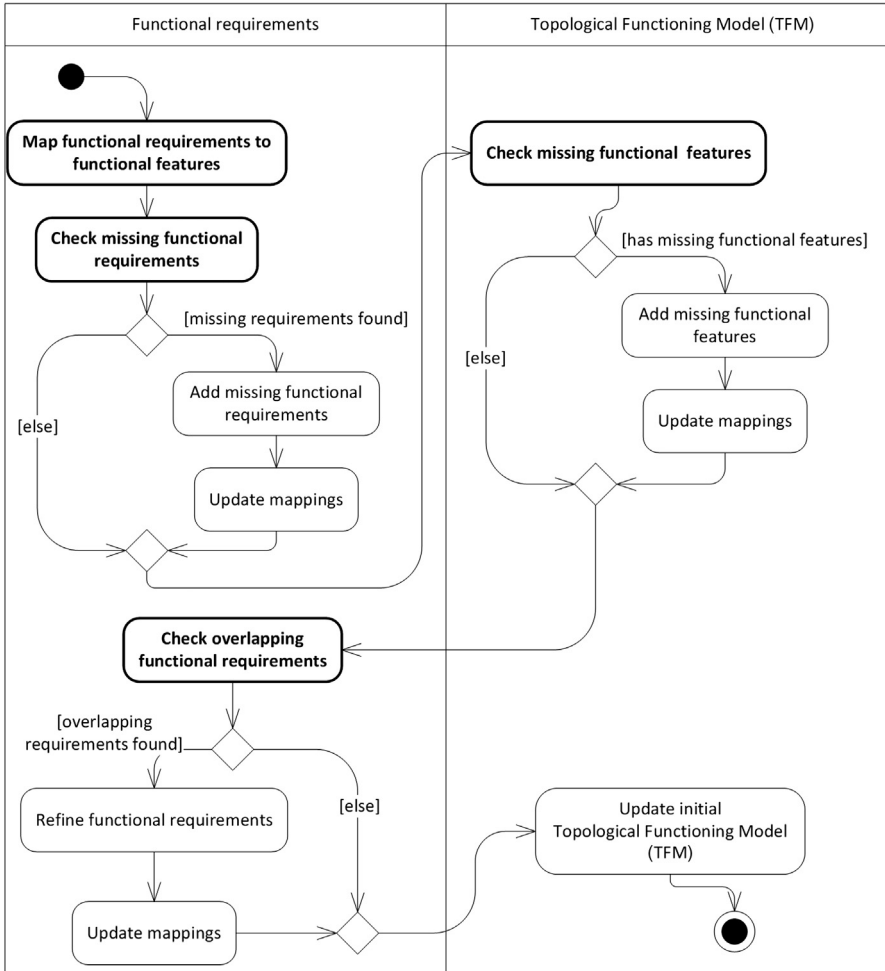 Functional requirements
Topological Functioning Model (TFM)
Map functional requirements to
functional features
Check missing functional
requirements
[missing requirements found]
[else]
Add missing functional
requirements
Update mappings
Check missing functional features
[has missing functional features]
[else]
Add missing functional
features
Update mappings
Check overlapping
functional requirements
[overlapping
requirements found]
[else]
Refine functional requirements
Update mappings
Update initial
Topological Functioning Model
(TFM)